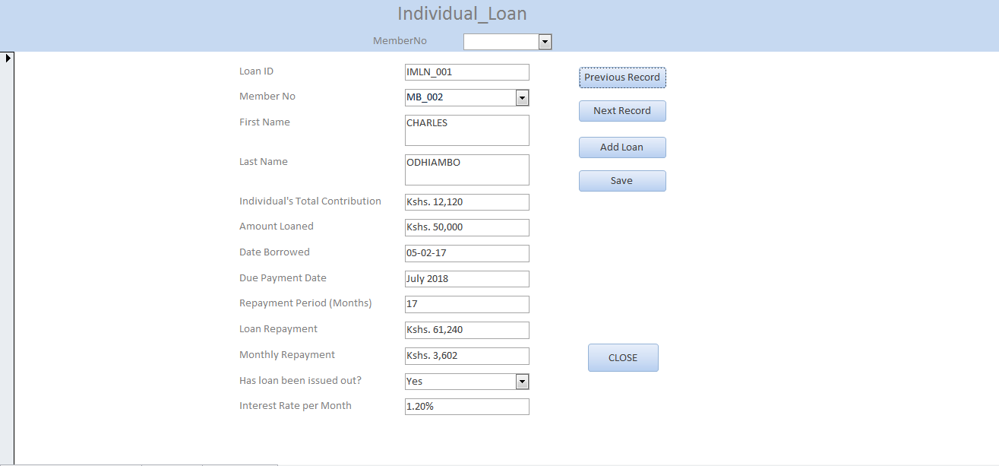 Individual_Loan
MemberNo
Loan ID IMLN_001
Previous Record
Member No MB_002
Next Record
First Name CHARLES
Add Loan
Last Name ODHIAMBO
Save
Individual's Total Contribution Kshs. 12,120
Amount Loaned Kshs. 50,000
Date Borrowed 05-02-17
Due Payment Date July 2018
Repayment Period (Months) 17
Loan Repayment Kshs. 61,240
Monthly Repayment Kshs. 3,602
CLOSE
Has loan been issued out? Yes
Interest Rate per Month 1.20%